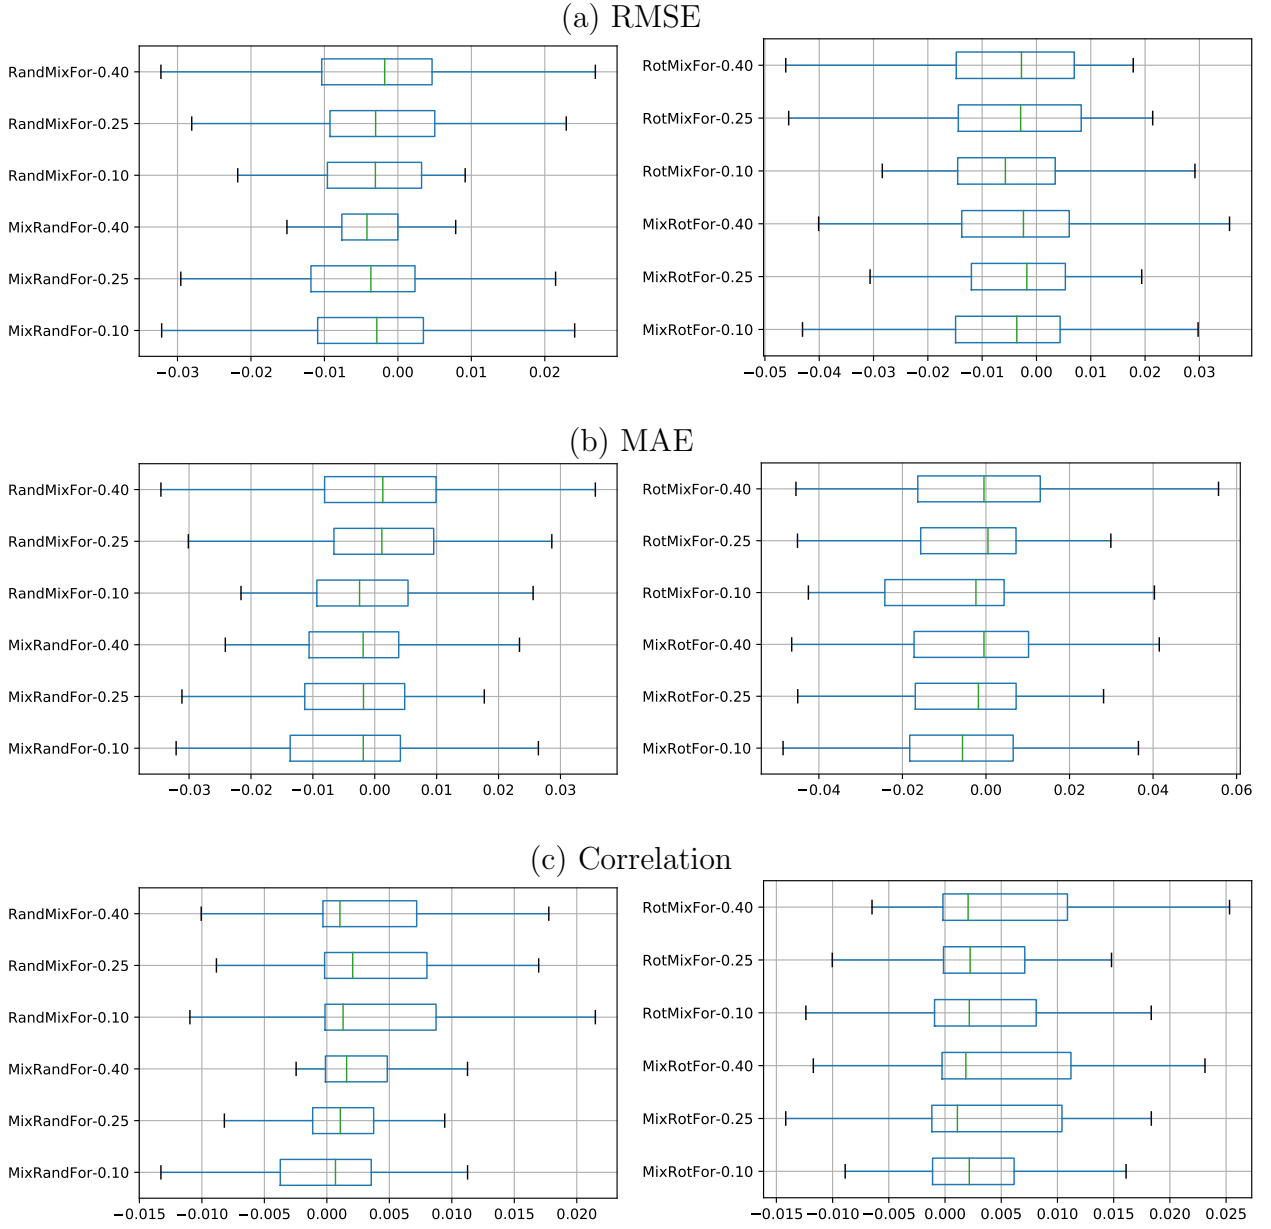 (a) RMSE
RandMixFor-0.40
RandMixFor-0.25
RandMixFor-0.10
MixRandFor-0.40
MixRandFor-0.25
MixRandFor-0.10
−0.03 −0.02 −0.01 0.00 0.01 0.02
RotMixFor-0.40
RotMixFor-0.25
RotMixFor-0.10
MixRotFor-0.40
MixRotFor-0.25
MixRotFor-0.10
−0.05 −0.04 −0.03 −0.02 −0.01 0.00 0.01 0.02 0.03
(b) MAE
RandMixFor-0.40
RandMixFor-0.25
RandMixFor-0.10
MixRandFor-0.40
MixRandFor-0.25
MixRandFor-0.10
−0.03 −0.02 −0.01 0.00 0.01 0.02 0.03
RotMixFor-0.40
RotMixFor-0.25
RotMixFor-0.10
MixRotFor-0.40
MixRotFor-0.25
MixRotFor-0.10
−0.04 −0.02 0.00 0.02 0.04 0.06
(c) Correlation
RandMixFor-0.40
RandMixFor-0.25
RandMixFor-0.10
MixRandFor-0.40
MixRandFor-0.25
MixRandFor-0.10
−0.015 −0.010 −0.005 0.000 0.005 0.010 0.015 0.020
RotMixFor-0.40
RotMixFor-0.25
RotMixFor-0.10
MixRotFor-0.40
MixRotFor-0.25
MixRotFor-0.10
−0.015 −0.010 −0.005 0.000 0.005 0.010 0.015 0.020 0.025